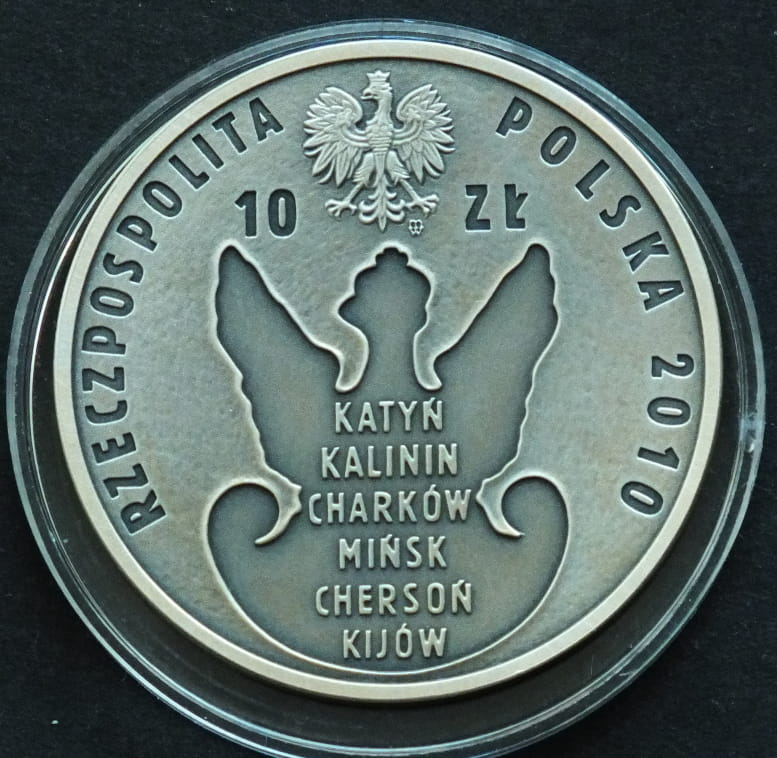 RZECZPOSPOLITA POLSKA 2010
10 ZŁ
KATYŃ
KALININ
CHARKÓW
MIŃSK
CHERSOŃ
KIJÓW